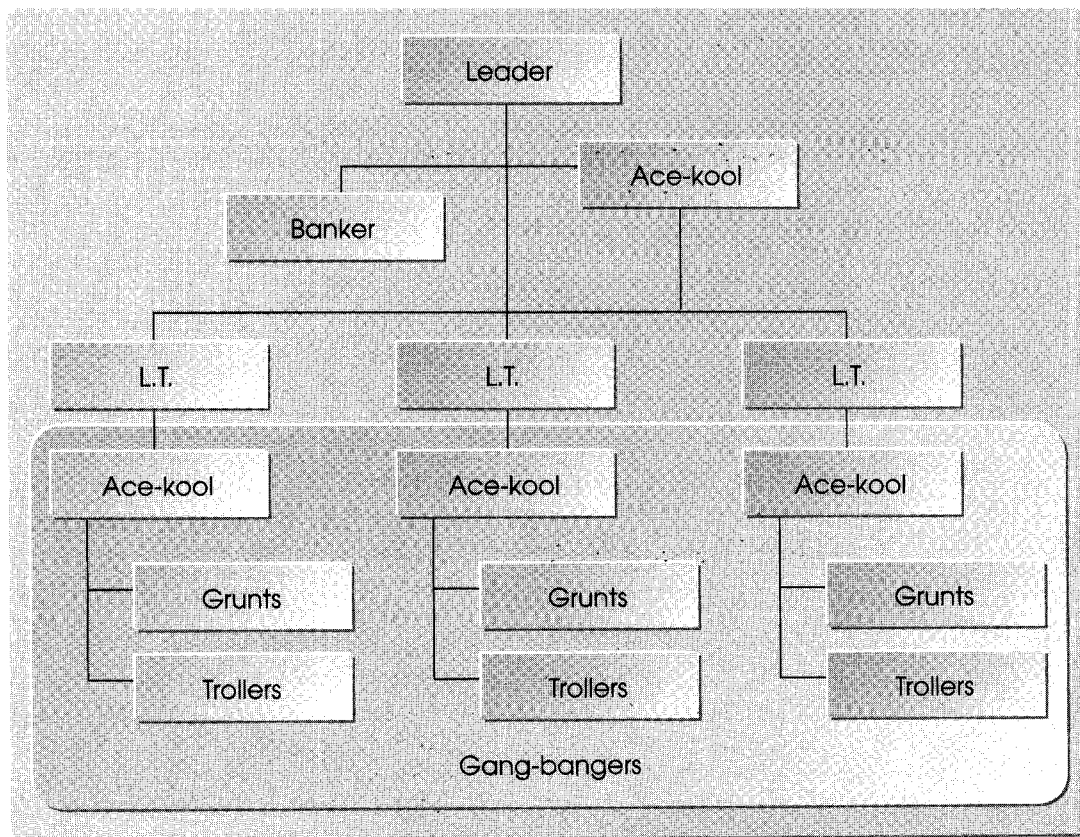 Leader
Ace-kool
Banker
L.T.
L.T.
L.T.
Ace-kool
Ace-kool
Ace-kool
Grunts
Grunts
Grunts
Trollers
Trollers
Trollers
Gang-bangers